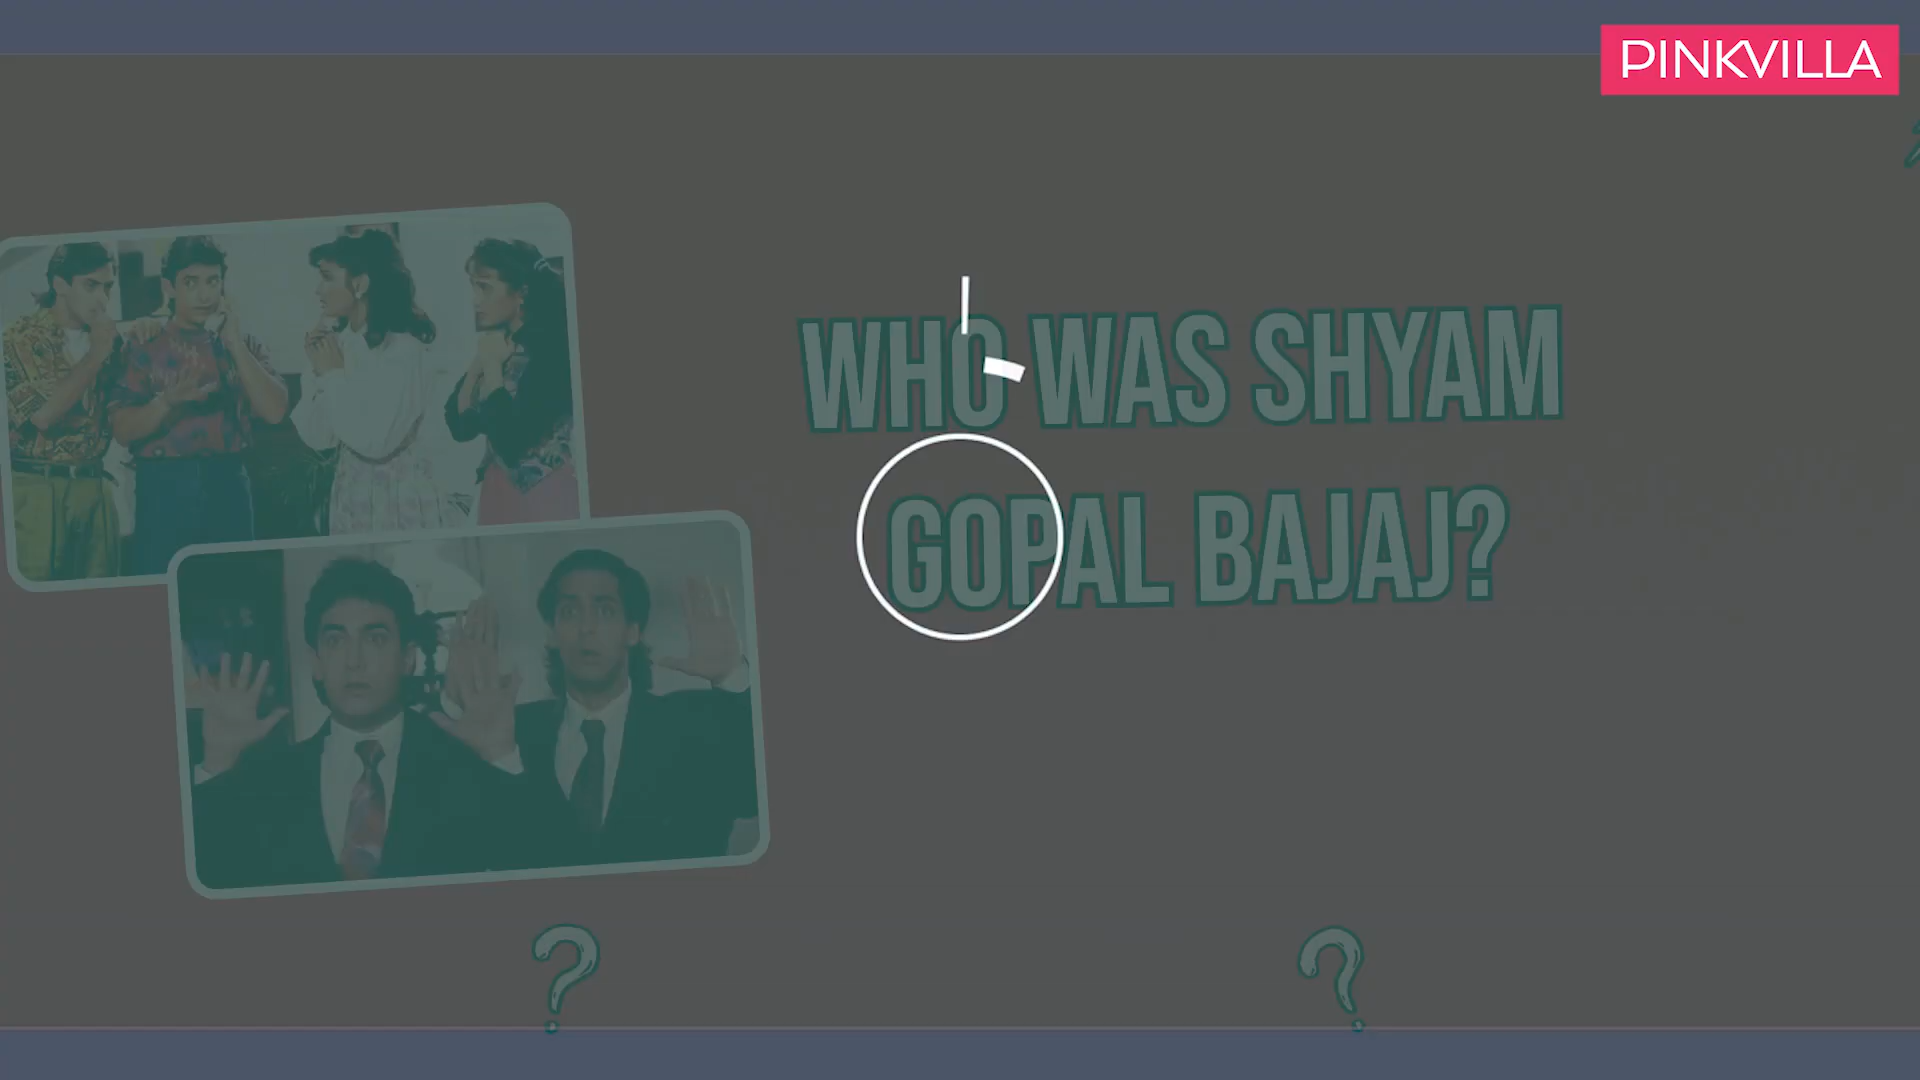 PINKVILLA
WHO WAS SHYAM
GOPAL BAJAJ?
?
?